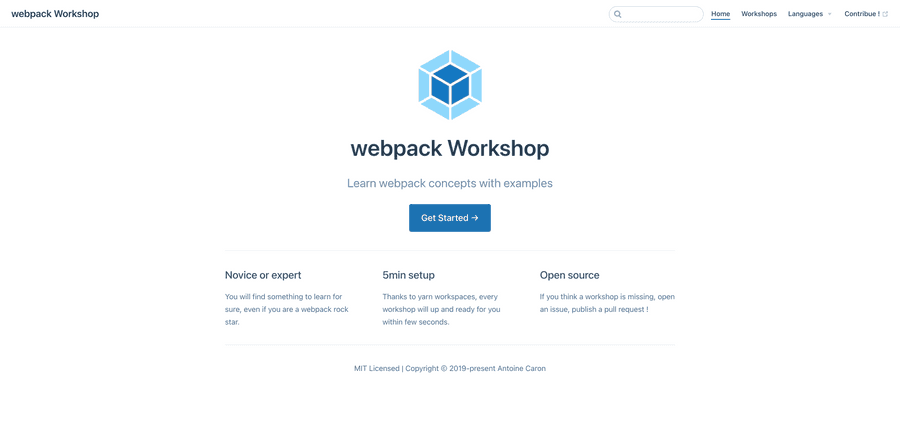 webpack Workshop
Home
Workshops
Languages
Contribue !
webpack Workshop
Learn webpack concepts with examples
Get Started →
Novice or expert
You will find something to learn for
sure, even if you are a webpack rock
star.
5min setup
Thanks to yarn workspaces, every
workshop will up and ready for you
within few seconds.
Open source
If you think a workshop is missing, open
an issue, publish a pull request !
MIT Licensed | Copyright © 2019-present Antoine Caron